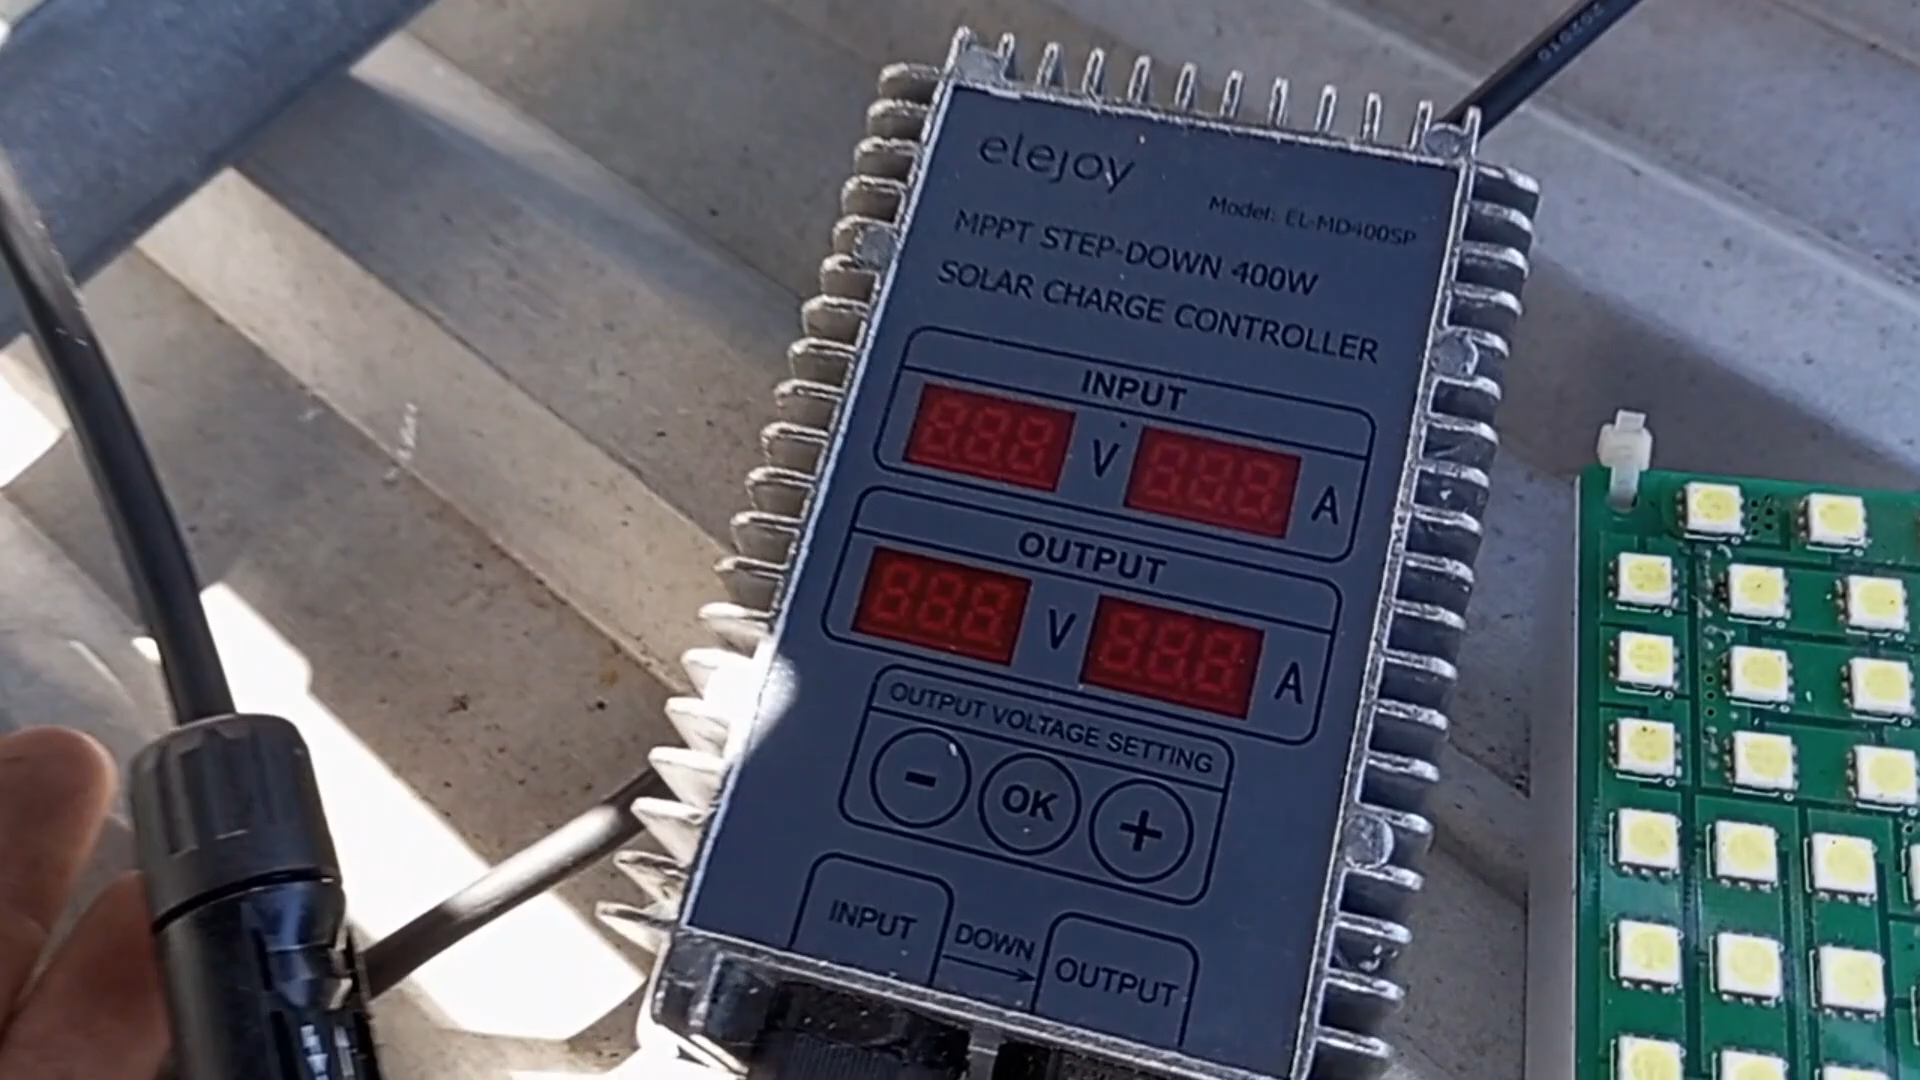 elejoy
Model: EL-MD400SP
MPPT STEP-DOWN 400W
SOLAR CHARGE CONTROLLER
INPUT
V A
OUTPUT
V A
OUTPUT VOLTAGE SETTING
- OK +
INPUT DOWN OUTPUT